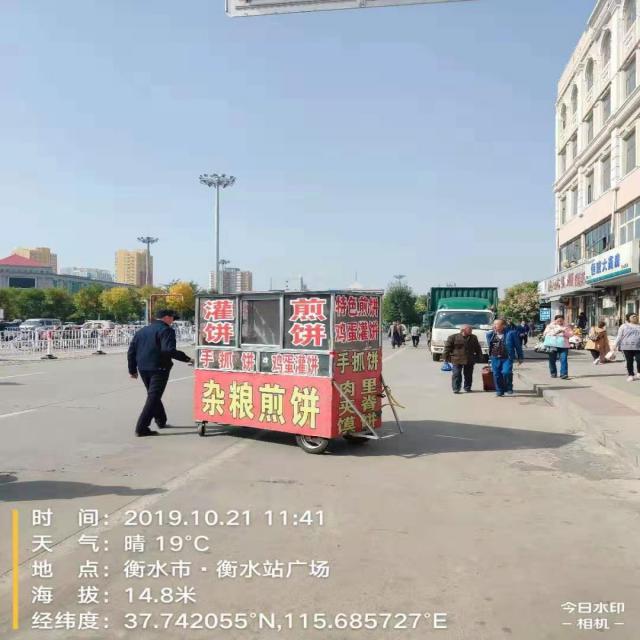 灌饼
煎饼
特色煎饼
鸡蛋灌饼
手抓饼
鸡蛋灌饼
手抓饼
杂粮煎饼
肉夹馍
里脊
时 间：2019.10.21 11:41
天 气：晴 19℃
地 点：衡水市·衡水站广场
海 拔：14.8米
经纬度：37.742055°N,115.685727°E
今日水印
- 相机 -